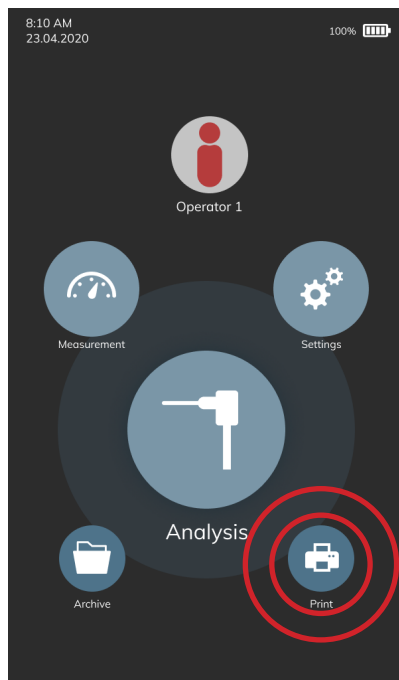 8:10 AM
100%
23.04.2020
Operator 1
Measurement
Settings
Analysis
Archive
Print